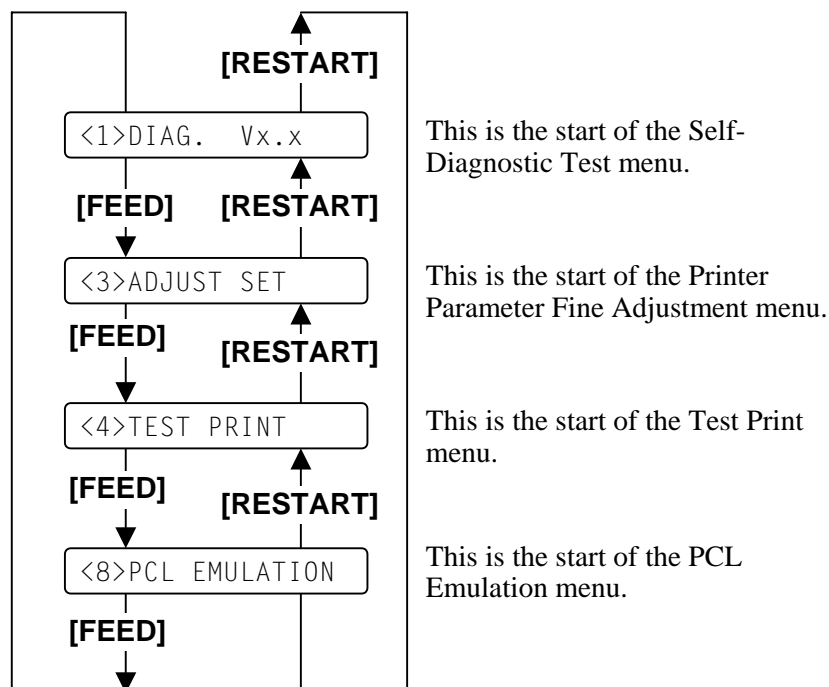 [RESTART]
<1>DIAG. Vx.x
This is the start of the Self-
Diagnostic Test menu.
[FEED] [RESTART]
<3>ADJUST SET
This is the start of the Printer
Parameter Fine Adjustment menu.
[FEED] [RESTART]
<4>TEST PRINT
This is the start of the Test Print
menu.
[FEED] [RESTART]
<8>PCL EMULATION
This is the start of the PCL
Emulation menu.
[FEED]